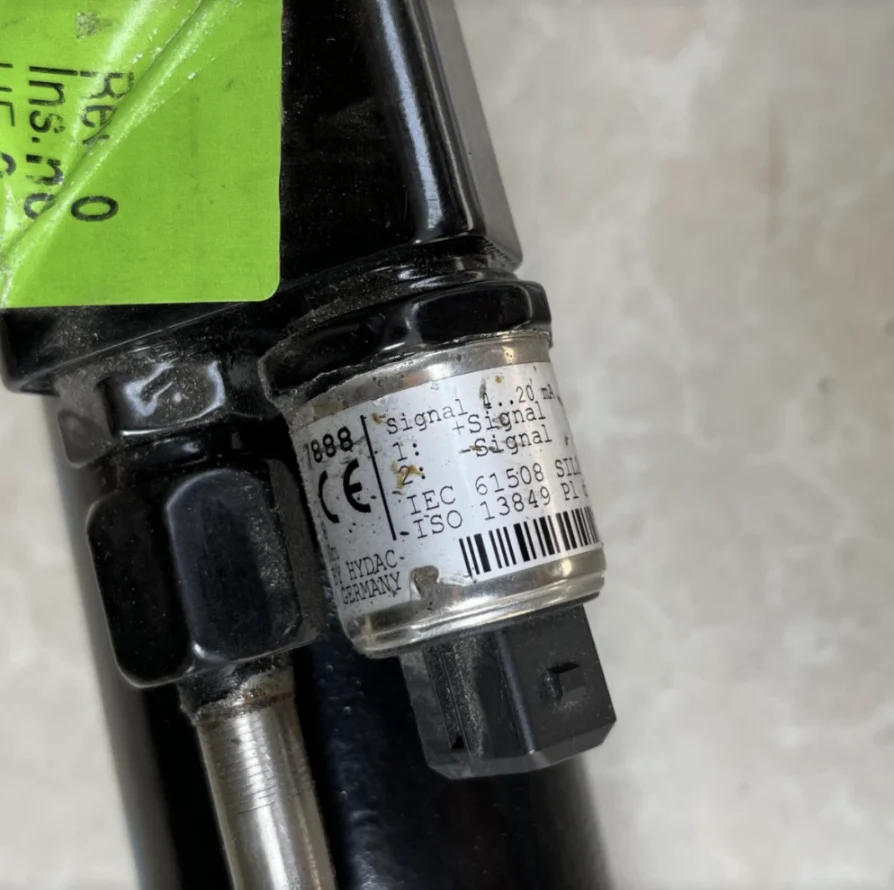 Rev 0
Ins. no
7888
CE
Signal 4..20 mA
1: +Signal
2: -Signal
IEC 61508 SIL
ISO 13849 Pl
BY HYDAC-
GERMANY